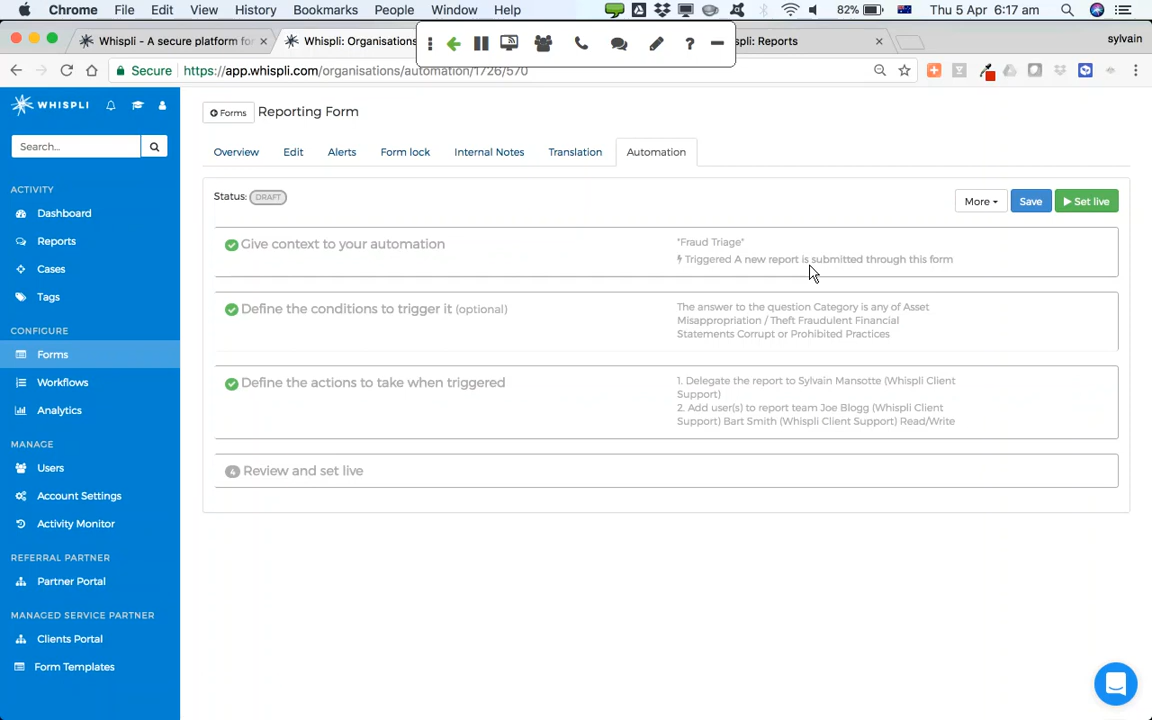 Chrome File Edit View History Bookmarks People Window Help 82% Thu 5 Apr 6:17 am
Whispli - A secure platform for
Whispli: Organisations
spli: Reports
sylvain
Secure https://app.whispli.com/organisations/automation/1726/570
WHISPLI
Search...
ACTIVITY
Dashboard
Reports
Cases
Tags
CONFIGURE
Forms
Workflows
Analytics
MANAGE
Users
Account Settings
Activity Monitor
REFERRAL PARTNER
Partner Portal
MANAGED SERVICE PARTNER
Clients Portal
Form Templates
Forms Reporting Form
Overview Edit Alerts Form lock Internal Notes Translation Automation
Status: DRAFT
More Save Set live
Give context to your automation
"Fraud Triage"
Triggered A new report is submitted through this form
Define the conditions to trigger it (optional)
The answer to the question Category is any of Asset
Misappropriation / Theft Fraudulent Financial
Statements Corrupt or Prohibited Practices
Define the actions to take when triggered
1. Delegate the report to Sylvain Mansotte (Whispli Client
Support)
2. Add user(s) to report team Joe Blogg (Whispli Client
Support) Bart Smith (Whispli Client Support) Read/Write
4 Review and set live